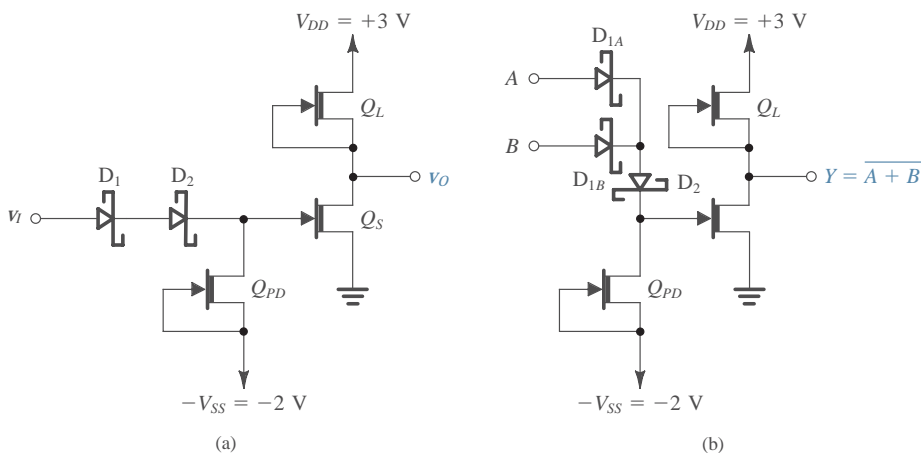 V_DD = +3 V
Q_L
v_O
D_1
D_2
v_I
Q_S
Q_PD
−V_SS = −2 V
(a)
D_1A
V_DD = +3 V
A
Q_L
B
D_1B
D_2
Y = \overline{A + B}
Q_PD
−V_SS = −2 V
(b)